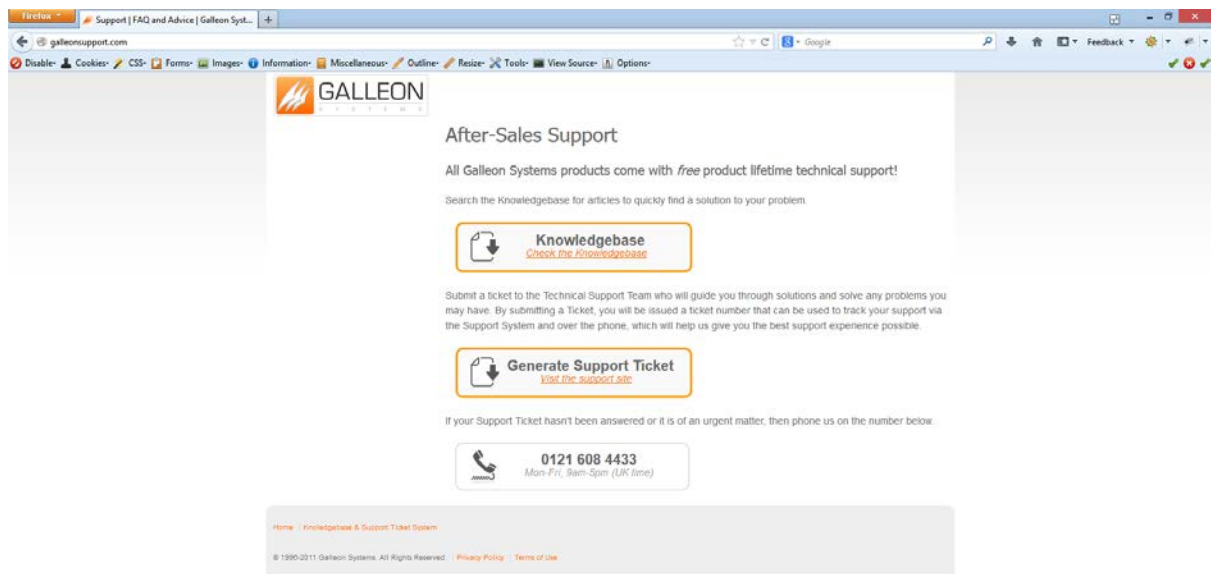 Firefox
Support | FAQ and Advice | Galleon Syst...
galleonsupport.com
Google
Feedback
Disable Cookies CSS Forms Images Information Miscellaneous Outline Resize Tools View Source Options
GALLEON
SYSTEMS
After-Sales Support
All Galleon Systems products come with free product lifetime technical support!
Search the Knowledgebase for articles to quickly find a solution to your problem.
Knowledgebase
Check the Knowledgebase
Submit a ticket to the Technical Support Team who will guide you through solutions and solve any problems you
may have. By submitting a Ticket, you will be issued a ticket number that can be used to track your support via
the Support System and over the phone, which will help us give you the best support experience possible.
Generate Support Ticket
Visit the support site
If your Support Ticket hasn't been answered or it is of an urgent matter, then phone us on the number below.
0121 608 4433
Mon-Fri, 9am-5pm (UK time)
Home | Knoledgebase & Support Ticket System
© 1996-2011 Galleon Systems. All Rights Reserved. | Privacy Policy | Terms of Use